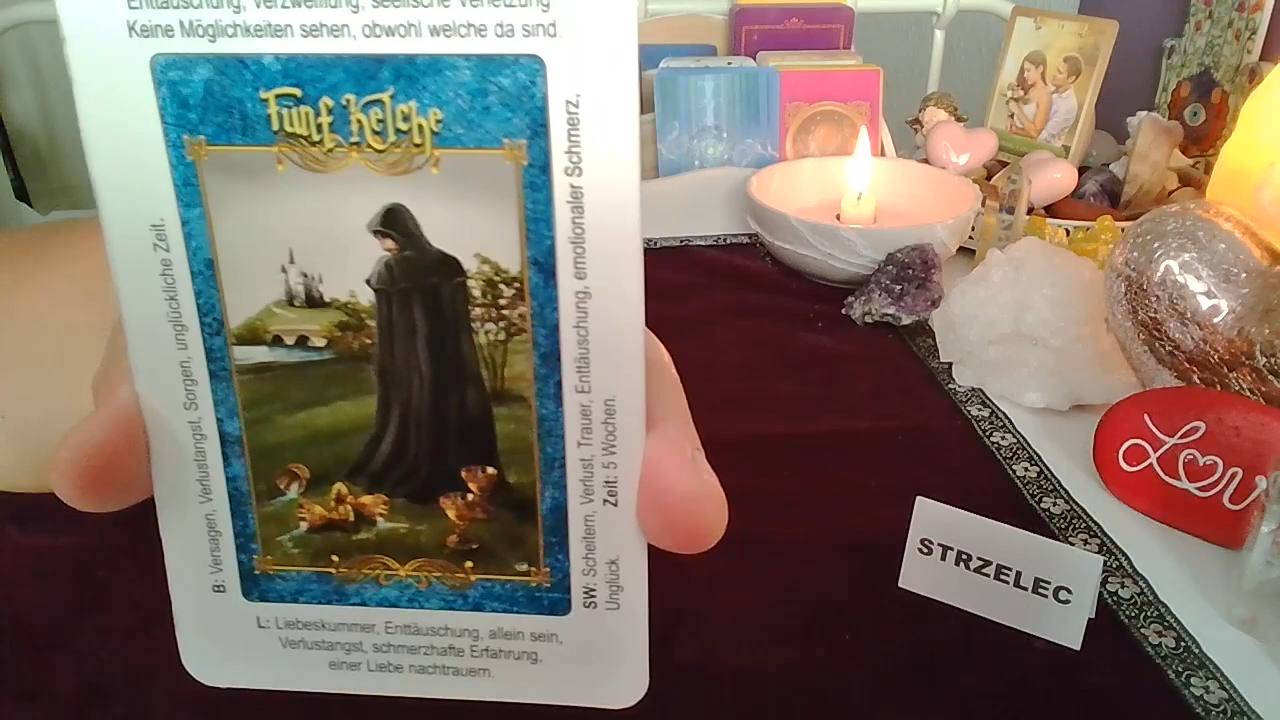 Enttäuschung, Verzweiflung, seelische Verletzung
Keine Möglichkeiten sehen, obwohl welche da sind.
Fünf Kelche
B: Versagen, Verlustangst, Sorgen, unglückliche Zeit.
SW: Scheitern, Verlust, Trauer, Enttäuschung, emotionaler Schmerz,
Unglück. Zeit: 5 Wochen.
L: Liebeskummer, Enttäuschung, allein sein,
Verlustangst, schmerzhafte Erfahrung,
einer Liebe nachtrauern.
STRZELEC
Lov